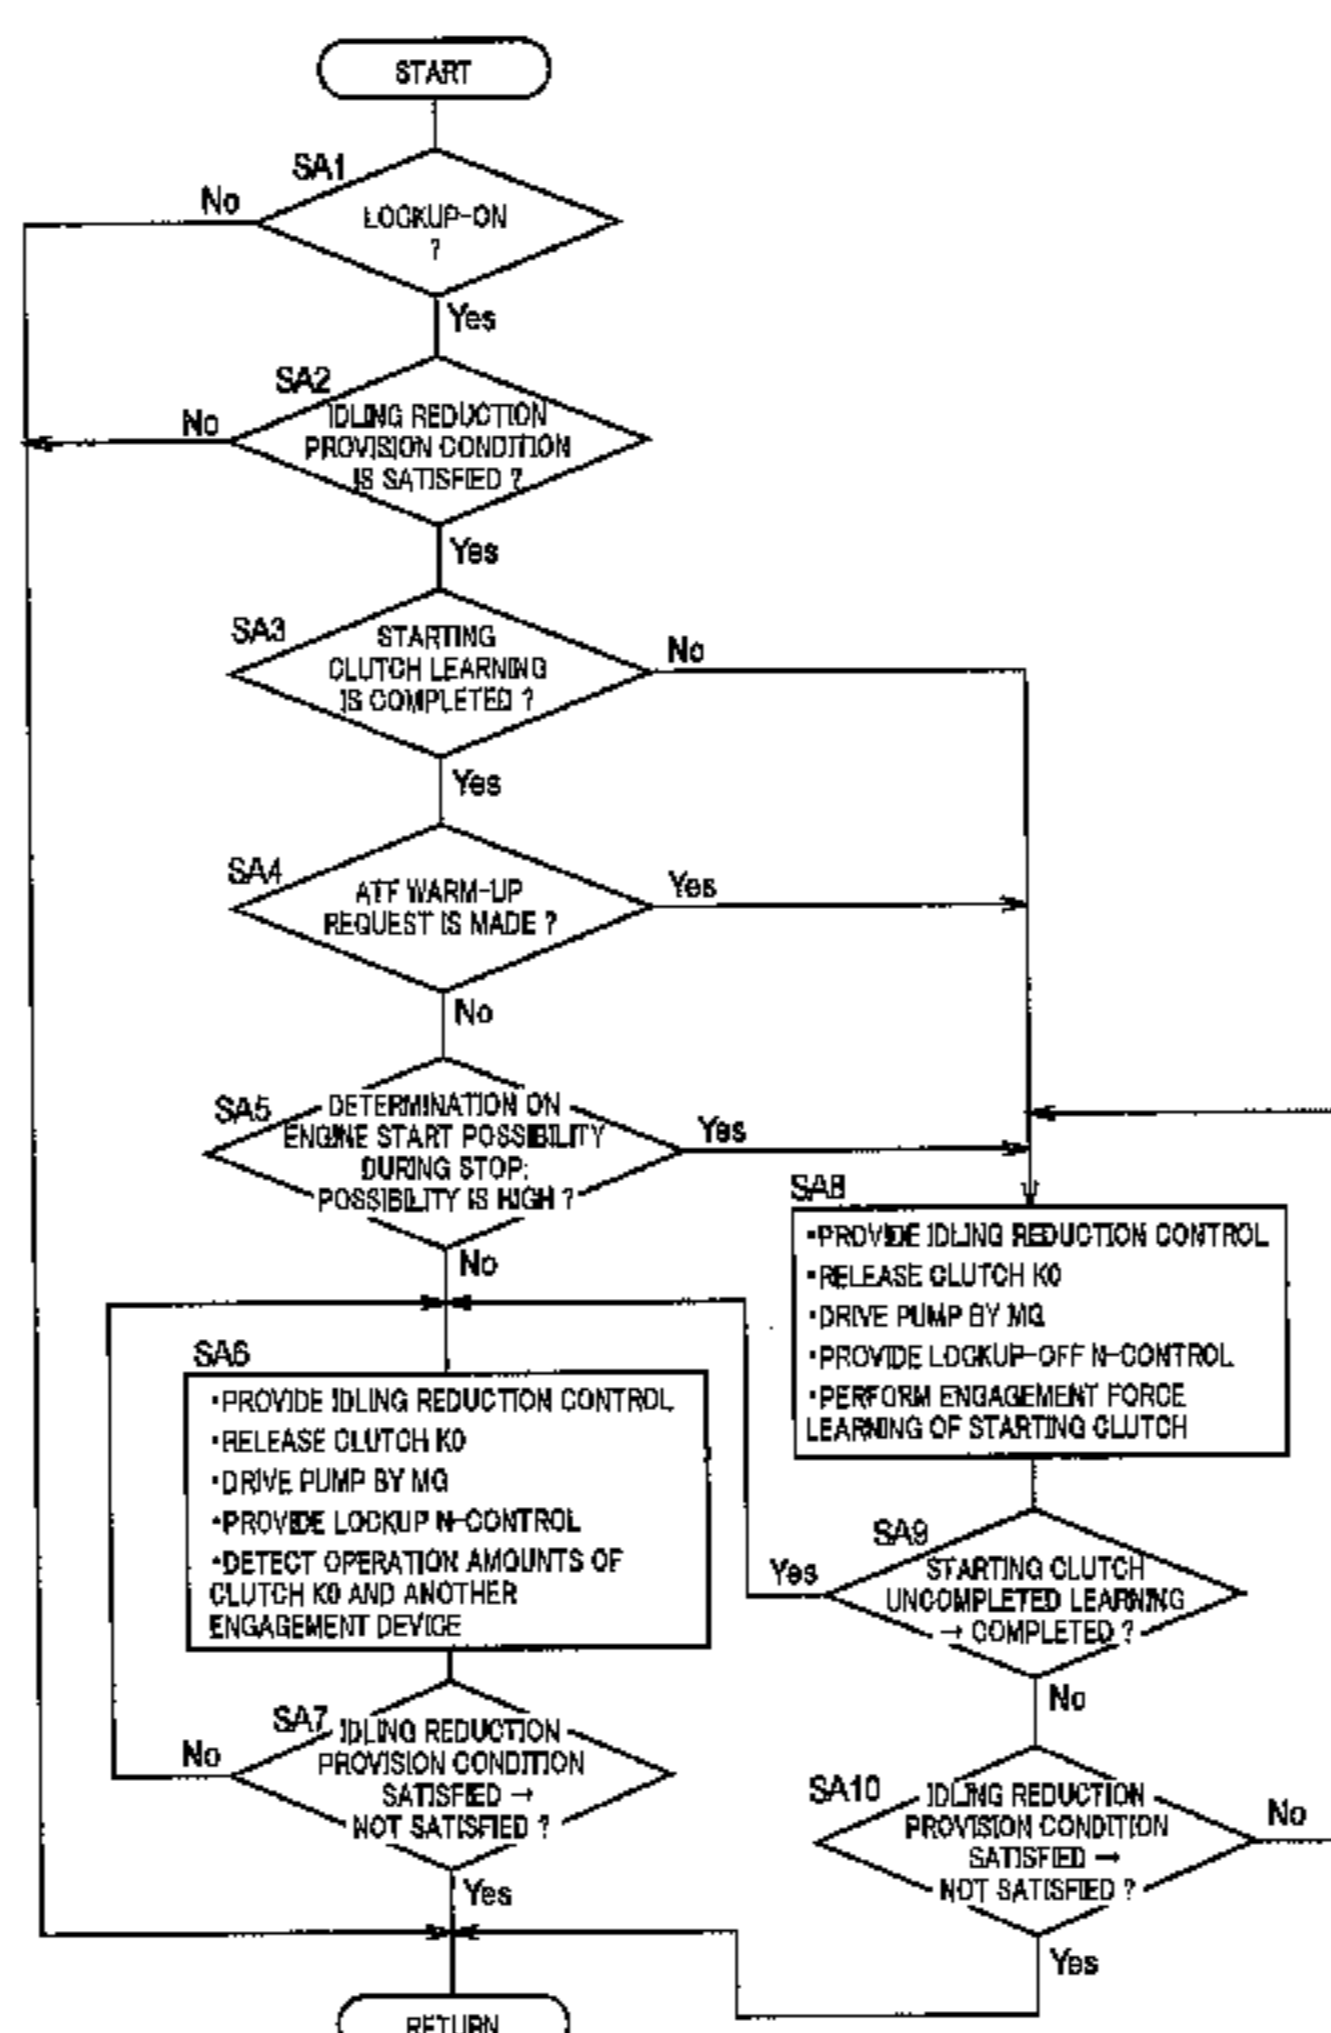 START
SA1
No
LOCKUP-ON
?
Yes
SA2
No
IDLING REDUCTION
PROVISION CONDITION
IS SATISFIED ?
Yes
SA3
STARTING
CLUTCH LEARNING
IS COMPLETED ?
No
Yes
SA4
ATF WARM-UP
REQUEST IS MADE ?
Yes
No
SA5
DETERMINATION ON
ENGINE START POSSIBILITY
DURING STOP:
POSSIBILITY IS HIGH ?
Yes
No
SA6
•PROVIDE IDLING REDUCTION CONTROL
•RELEASE CLUTCH K0
•DRIVE PUMP BY MG
•PROVIDE LOCKUP N-CONTROL
•DETECT OPERATION AMOUNTS OF
CLUTCH K0 AND ANOTHER
ENGAGEMENT DEVICE
SA7
No
IDLING REDUCTION
PROVISION CONDITION
SATISFIED →
NOT SATISFIED ?
Yes
SA8
•PROVIDE IDLING REDUCTION CONTROL
•RELEASE CLUTCH K0
•DRIVE PUMP BY MG
•PROVIDE LOCKUP-OFF N-CONTROL
•PERFORM ENGAGEMENT FORCE
LEARNING OF STARTING CLUTCH
SA9
Yes
STARTING CLUTCH
UNCOMPLETED LEARNING
→ COMPLETED ?
No
SA10
IDLING REDUCTION
PROVISION CONDITION
SATISFIED →
NOT SATISFIED ?
No
Yes
RETURN